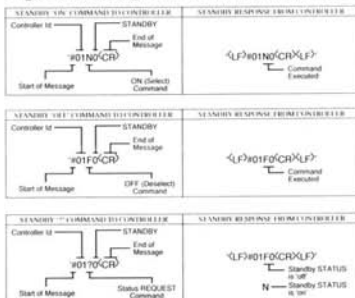 STANDBY "ON" COMMAND TO CONTROLLER
STANDBY RESPONSE FROM CONTROLLER
Controller Id
STANDBY
End of
Message
"#01N0<CR>
Start of Message
ON (Select)
Command
<LF>#01N0<CR><LF>
Command
Executed
STANDBY "OFF" COMMAND TO CONTROLLER
STANDBY RESPONSE FROM CONTROLLER
Controller Id
STANDBY
End of
Message
"#01F0<CR>
Start of Message
OFF (Deselect)
Command
<LF>#01F0<CR><LF>
Command
Executed
STANDBY "?" COMMAND TO CONTROLLER
STANDBY RESPONSE FROM CONTROLLER
Controller Id
STANDBY
End of
Message
"#01?0<CR>
Start of Message
Status REQUEST
Command
<LF>#01F0<CR><LF>
Standby STATUS
is 'off'
N — Standby STATUS
is 'on'